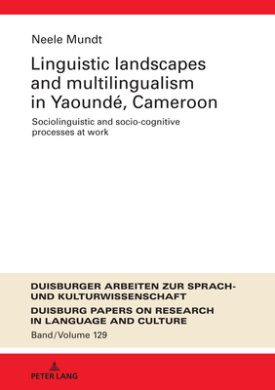 Neele Mundt
Linguistic landscapes
and multilingualism
in Yaoundé, Cameroon
Sociolinguistic and socio-cognitive
processes at work
DUISBURGER ARBEITEN ZUR SPRACH-
UND KULTURWISSENSCHAFT
DUISBURG PAPERS ON RESEARCH
IN LANGUAGE AND CULTURE
Band/Volume 129
PETER LANG